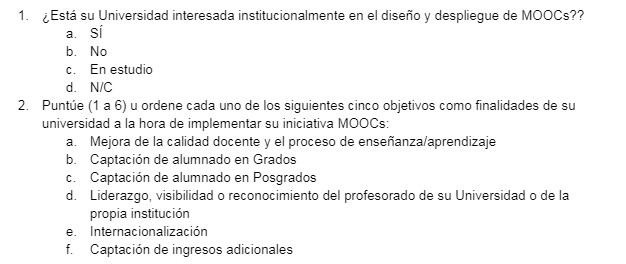 1. ¿Está su Universidad interesada institucionalmente en el diseño y despliegue de MOOCs??
a. SÍ
b. No
c. En estudio
d. N/C
2. Puntúe (1 a 6) u ordene cada uno de los siguientes cinco objetivos como finalidades de su
universidad a la hora de implementar su iniciativa MOOCs:
a. Mejora de la calidad docente y el proceso de enseñanza/aprendizaje
b. Captación de alumnado en Grados
c. Captación de alumnado en Posgrados
d. Liderazgo, visibilidad o reconocimiento del profesorado de su Universidad o de la
propia institución
e. Internacionalización
f. Captación de ingresos adicionales